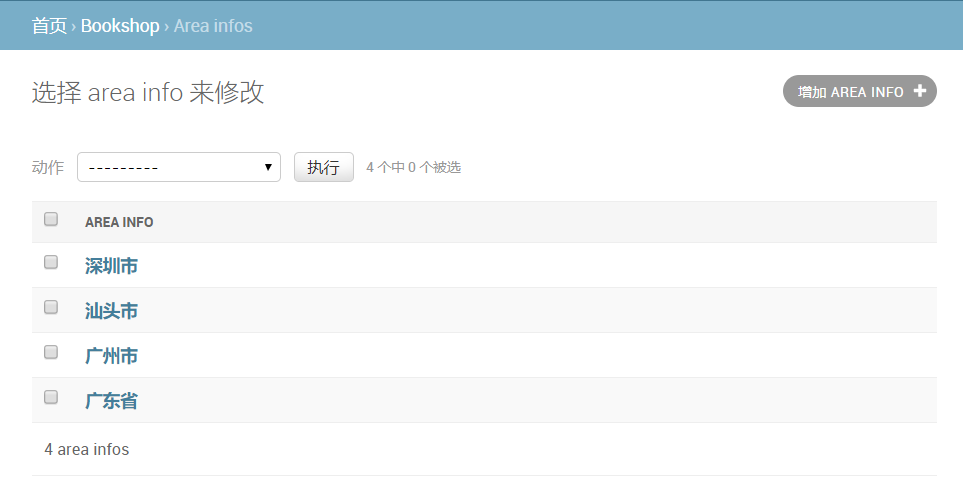 首页 › Bookshop › Area infos
选择 area info 来修改
增加 AREA INFO +
动作 --------- 执行 4 个中 0 个被选
AREA INFO
深圳市
汕头市
广州市
广东省
4 area infos